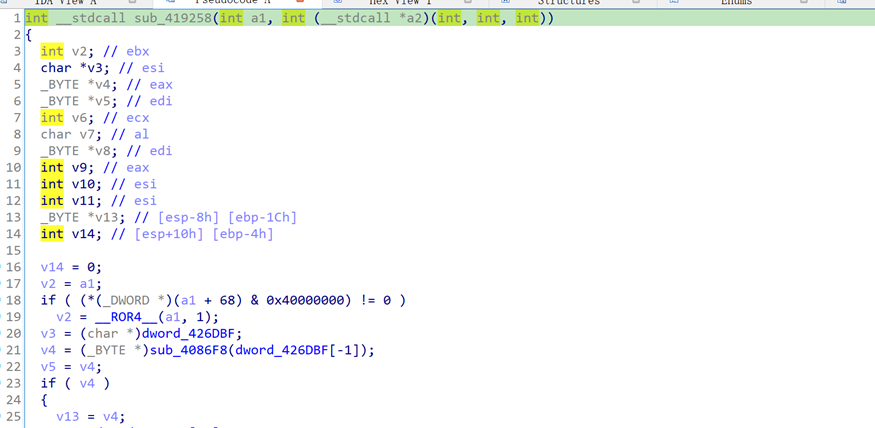 IDA View A Pseudocode A Hex View 1 Structures Enums
1 int __stdcall sub_419258(int a1, int (__stdcall *a2)(int, int, int))
2 {
3 int v2; // ebx
4 char *v3; // esi
5 _BYTE *v4; // eax
6 _BYTE *v5; // edi
7 int v6; // ecx
8 char v7; // al
9 _BYTE *v8; // edi
10 int v9; // eax
11 int v10; // esi
12 int v11; // esi
13 _BYTE *v13; // [esp-8h] [ebp-1Ch]
14 int v14; // [esp+10h] [ebp-4h]
15
16 v14 = 0;
17 v2 = a1;
18 if ( (*(_DWORD *)(a1 + 68) & 0x40000000) != 0 )
19 v2 = __ROR4__(a1, 1);
20 v3 = (char *)dword_426DBF;
21 v4 = (_BYTE *)sub_4086F8(dword_426DBF[-1]);
22 v5 = v4;
23 if ( v4 )
24 {
25 v13 = v4;